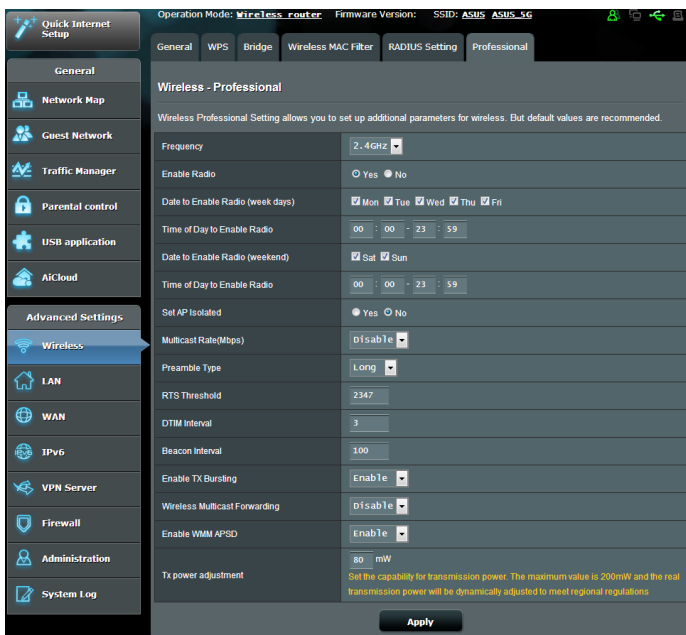 Quick Internet
Setup
Operation Mode: Wireless router Firmware Version: SSID: ASUS ASUS_5G
General WPS Bridge Wireless MAC Filter RADIUS Setting Professional
General
Network Map
Guest Network
Traffic Manager
Parental control
USB application
AiCloud
Advanced Settings
Wireless
LAN
WAN
IPv6
VPN Server
Firewall
Administration
System Log
Wireless - Professional
Wireless Professional Setting allows you to set up additional parameters for wireless. But default values are recommended.
Frequency 2.4GHz
Enable Radio Yes No
Date to Enable Radio (week days) Mon Tue Wed Thu Fri
Time of Day to Enable Radio 00 : 00 - 23 : 59
Date to Enable Radio (weekend) Sat Sun
Time of Day to Enable Radio 00 : 00 - 23 : 59
Set AP Isolated Yes No
Multicast Rate(Mbps) Disable
Preamble Type Long
RTS Threshold 2347
DTIM Interval 3
Beacon Interval 100
Enable TX Bursting Enable
Wireless Multicast Forwarding Disable
Enable WMM APSD Enable
Tx power adjustment 80 mW
Set the capability for transmission power. The maximum value is 200mW and the real
transmission power will be dynamically adjusted to meet regional regulations
Apply